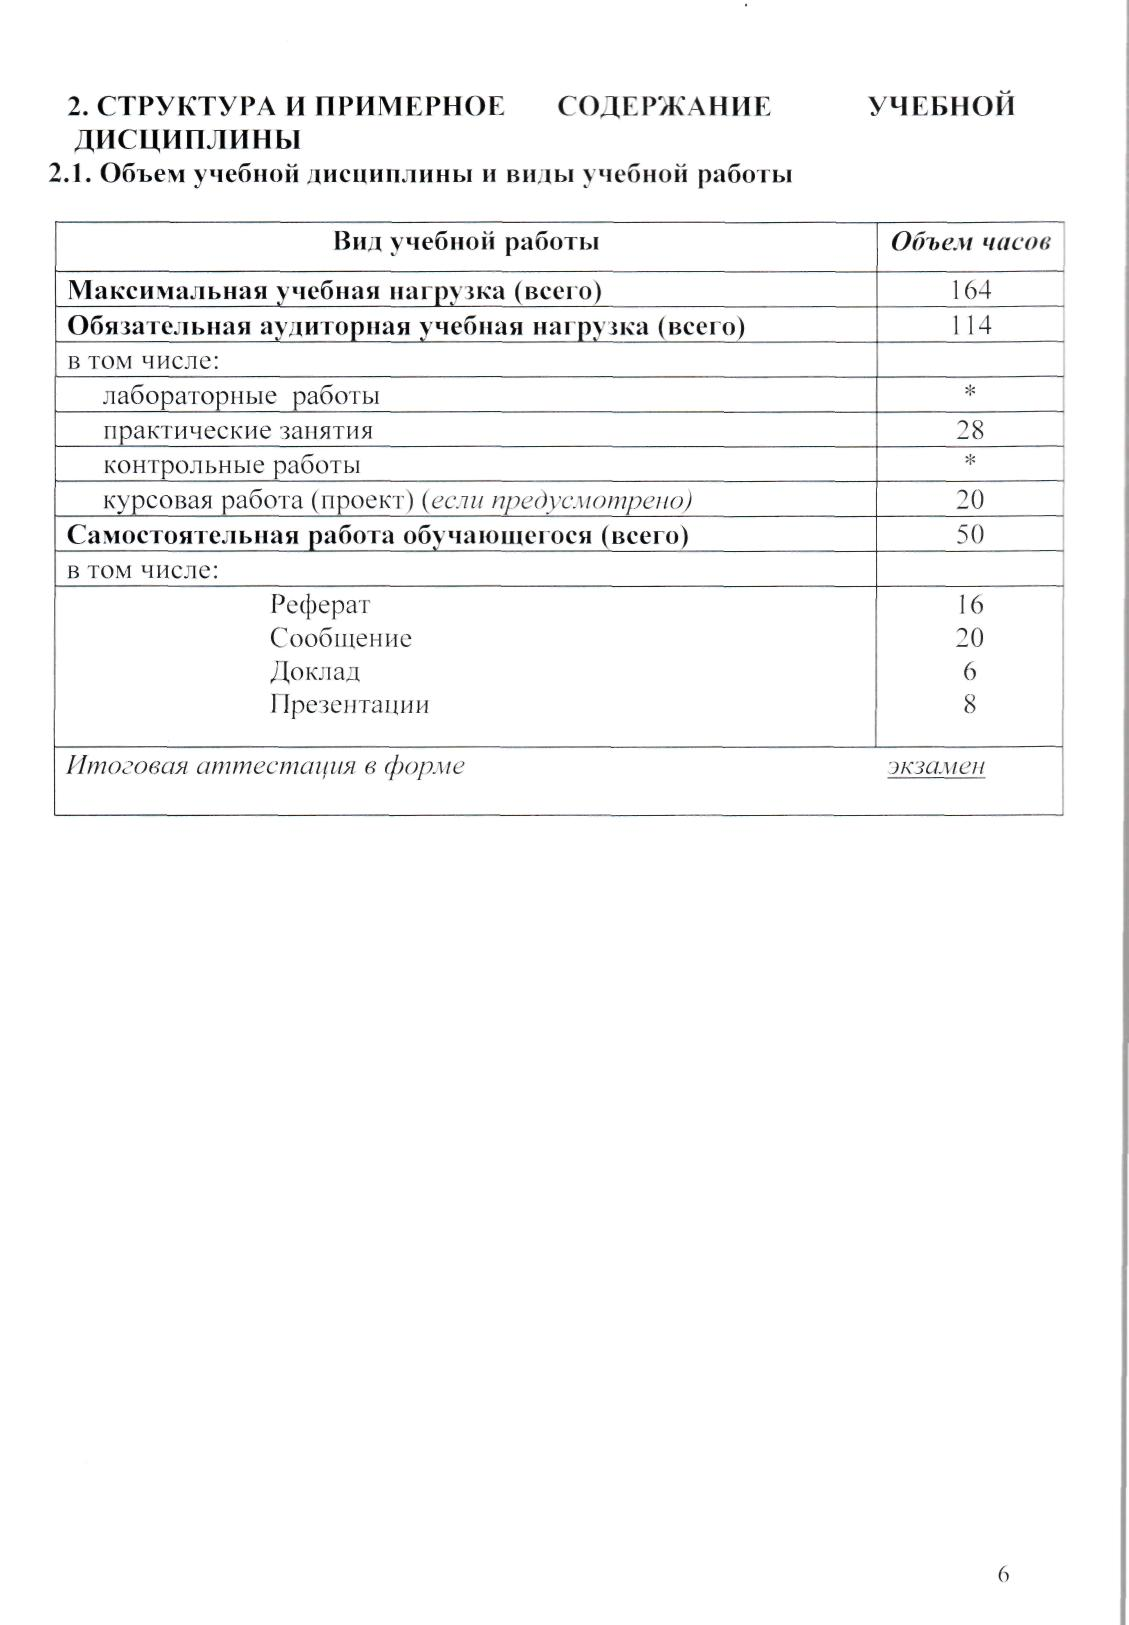 2. СТРУКТУРА И ПРИМЕРНОЕ СОДЕРЖАНИЕ УЧЕБНОЙ
ДИСЦИПЛИНЫ
2.1. Объем учебной дисциплины и виды учебной работы
Вид учебной работы Объем часов
Максимальная учебная нагрузка (всего) 164
Обязательная аудиторная учебная нагрузка (всего) 114
в том числе:
лабораторные работы *
практические занятия 28
контрольные работы *
курсовая работа (проект) (если предусмотрено) 20
Самостоятельная работа обучающегося (всего) 50
в том числе:
Реферат 16
Сообщение 20
Доклад 6
Презентации 8
Итоговая аттестация в форме экзамен
6